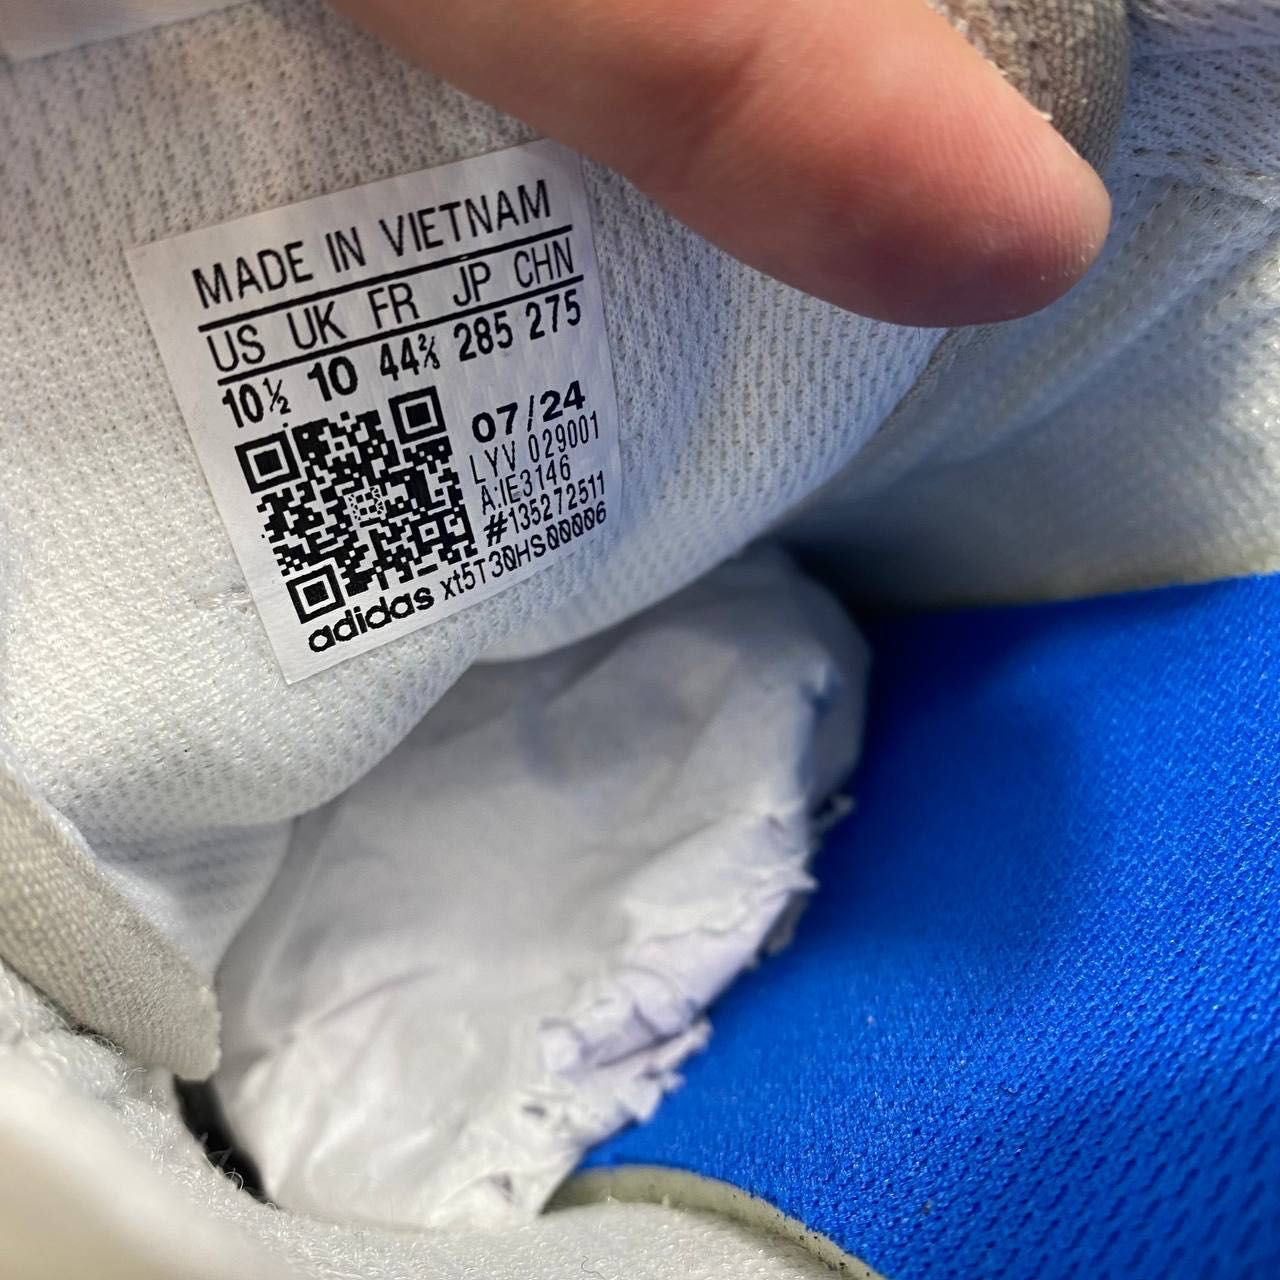 MADE IN VIETNAM
US UK FR JP CHN
10½ 10 44⅔ 285 275
07/24
LYV 029001
A:IE3146
#135272511
adidas xt5T30HS00006